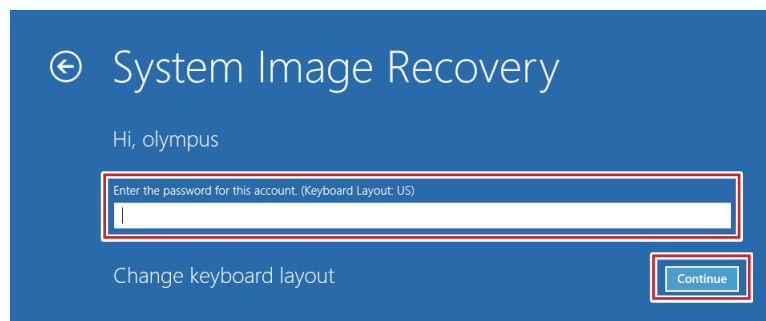 System Image Recovery
Hi, olympus
Enter the password for this account. (Keyboard Layout: US)
Change keyboard layout
Continue